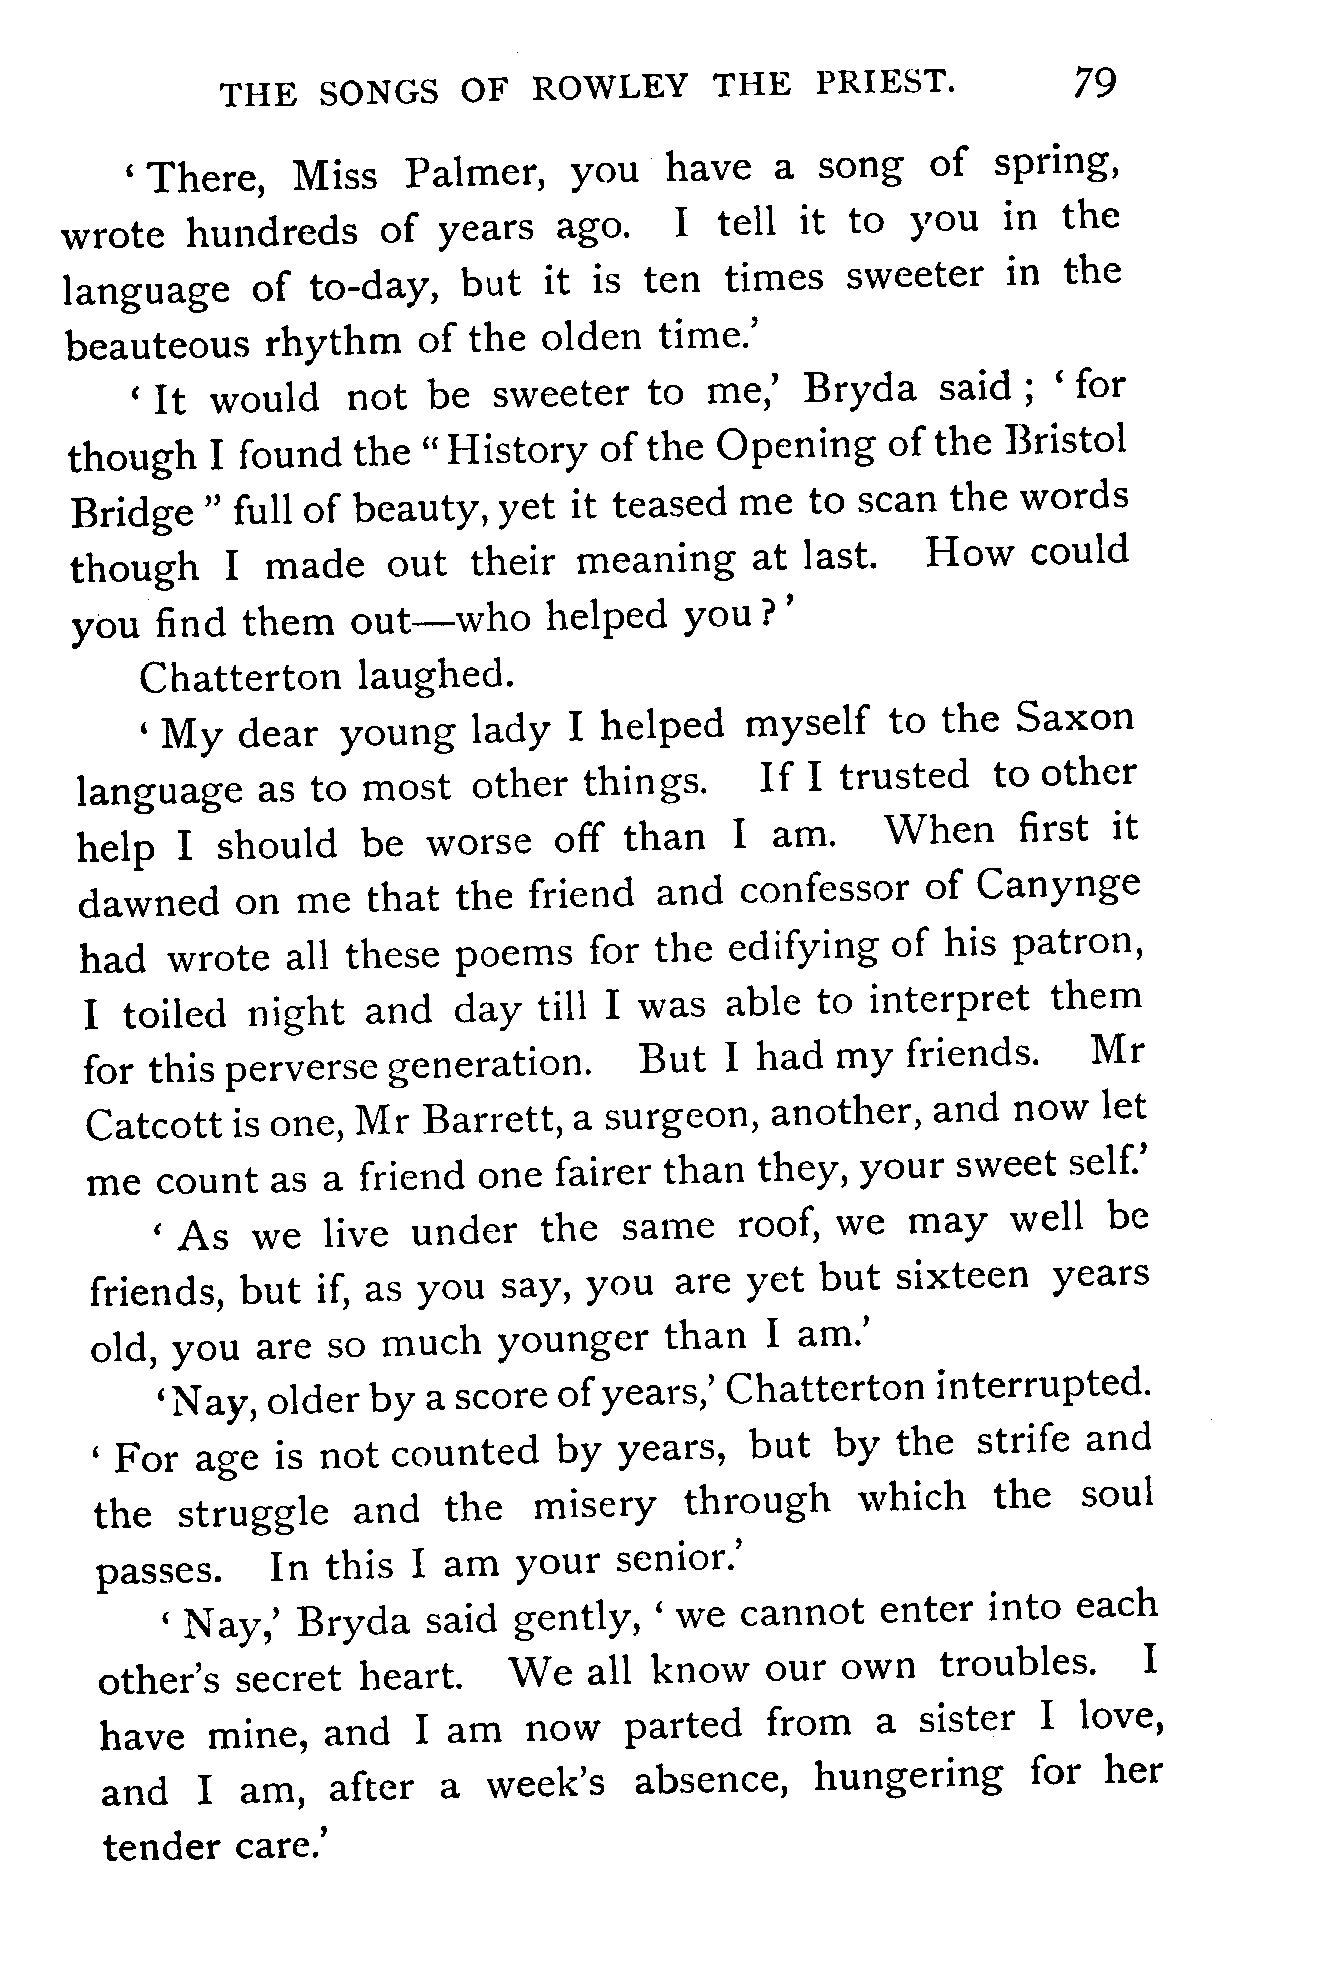 THE SONGS OF ROWLEY THE PRIEST. 79
‘ There, Miss Palmer, you have a song of spring,
wrote hundreds of years ago. I tell it to you in the
language of to-day, but it is ten times sweeter in the
beauteous rhythm of the olden time.’
‘ It would not be sweeter to me,’ Bryda said ; ‘ for
though I found the “ History of the Opening of the Bristol
Bridge ” full of beauty, yet it teased me to scan the words
though I made out their meaning at last. How could
you find them out—who helped you ? ’
Chatterton laughed.
‘ My dear young lady I helped myself to the Saxon
language as to most other things. If I trusted to other
help I should be worse off than I am. When first it
dawned on me that the friend and confessor of Canynge
had wrote all these poems for the edifying of his patron,
I toiled night and day till I was able to interpret them
for this perverse generation. But I had my friends. Mr
Catcott is one, Mr Barrett, a surgeon, another, and now let
me count as a friend one fairer than they, your sweet self.’
‘ As we live under the same roof, we may well be
friends, but if, as you say, you are yet but sixteen years
old, you are so much younger than I am.’
‘Nay, older by a score of years,’ Chatterton interrupted.
‘ For age is not counted by years, but by the strife and
the struggle and the misery through which the soul
passes. In this I am your senior.’
‘ Nay,’ Bryda said gently, ‘ we cannot enter into each
other’s secret heart. We all know our own troubles. I
have mine, and I am now parted from a sister I love,
and I am, after a week’s absence, hungering for her
tender care.’